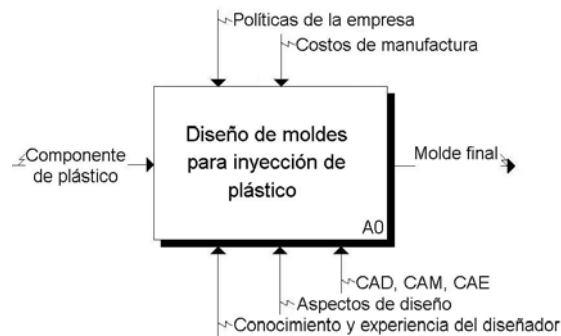 Políticas de la empresa
Costos de manufactura
Diseño de moldes
para inyección de
plástico
A0
Componente
de plástico
Molde final
CAD, CAM, CAE
Aspectos de diseño
Conocimiento y experiencia del diseñador